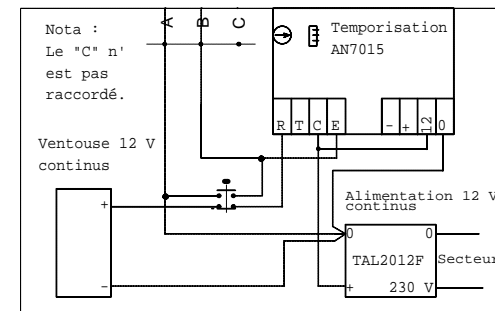 Nota :
Le "C" n'
est pas
raccordé.
A
B
C
Temporisation
AN7015
R T C E - + 12 0
Ventouse 12 V
continus
+
-
Alimentation 12 V
continus
0 0
TAL2012F
Secteur
+ 230 V